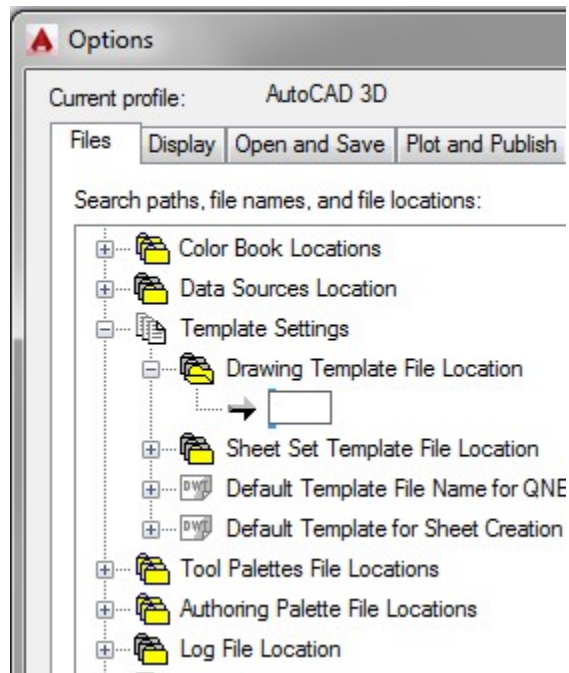 Options
Current profile: AutoCAD 3D
Files Display Open and Save Plot and Publish
Search paths, file names, and file locations:
Color Book Locations
Data Sources Location
Template Settings
Drawing Template File Location
Sheet Set Template File Location
Default Template File Name for QNE
Default Template for Sheet Creation
Tool Palettes File Locations
Authoring Palette File Locations
Log File Location